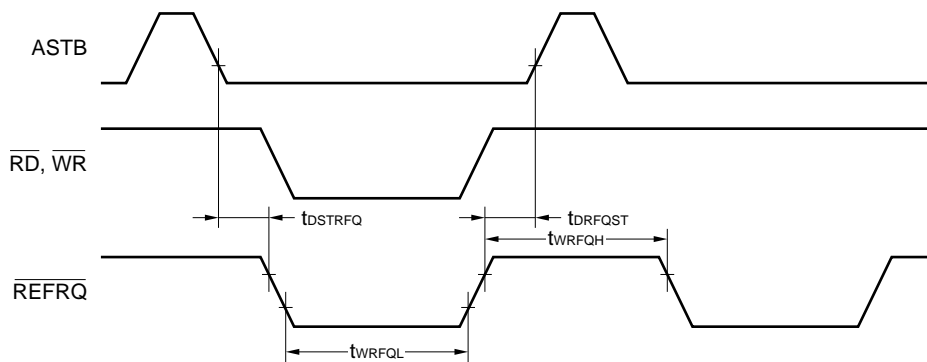 ASTB
RD, WR
tDSTRFQ
tDRFQST
tWRFQH
REFRQ
tWRFQL